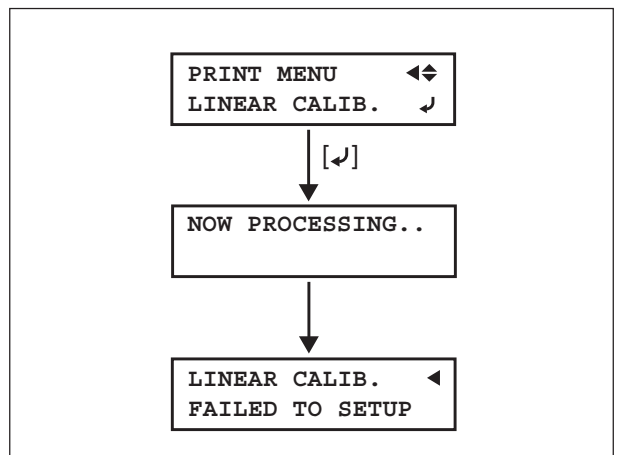 PRINT MENU ◀◆
LINEAR CALIB. ↵
[↵]
NOW PROCESSING..
LINEAR CALIB. ◀
FAILED TO SETUP